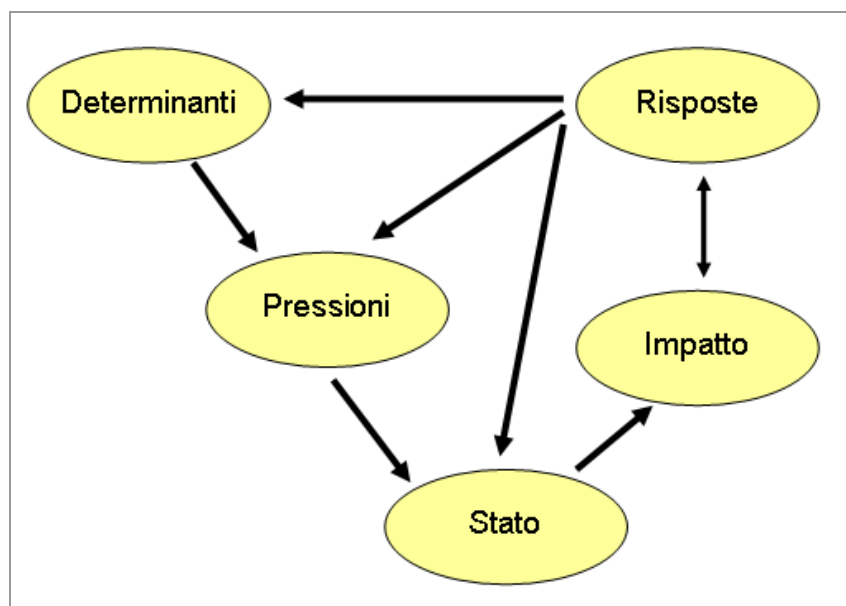 Determinanti
Risposte
Pressioni
Impatto
Stato